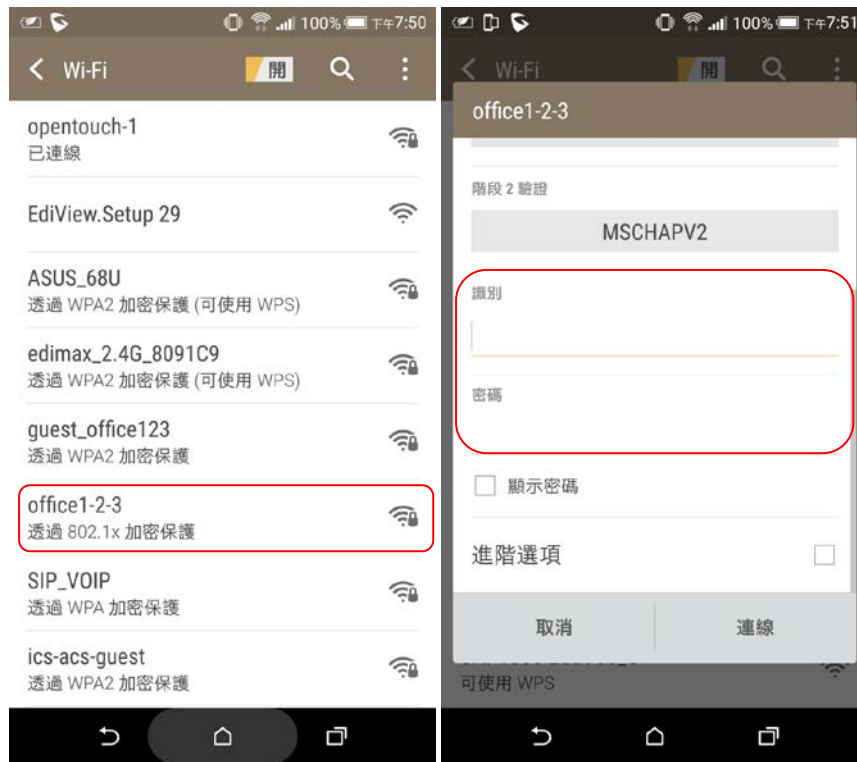 100% 下午7:50
Wi-Fi 開
opentouch-1
已連線
EdiView.Setup 29
ASUS_68U
透過 WPA2 加密保護 (可使用 WPS)
edimax_2.4G_8091C9
透過 WPA2 加密保護 (可使用 WPS)
guest_office123
透過 WPA2 加密保護
office1-2-3
透過 802.1x 加密保護
SIP_VOIP
透過 WPA 加密保護
ics-acs-guest
透過 WPA2 加密保護
100% 下午7:51
Wi-Fi 開
office1-2-3
階段 2 驗證
MSCHAPV2
識別
密碼
顯示密碼
進階選項
取消 連線
可使用 WPS